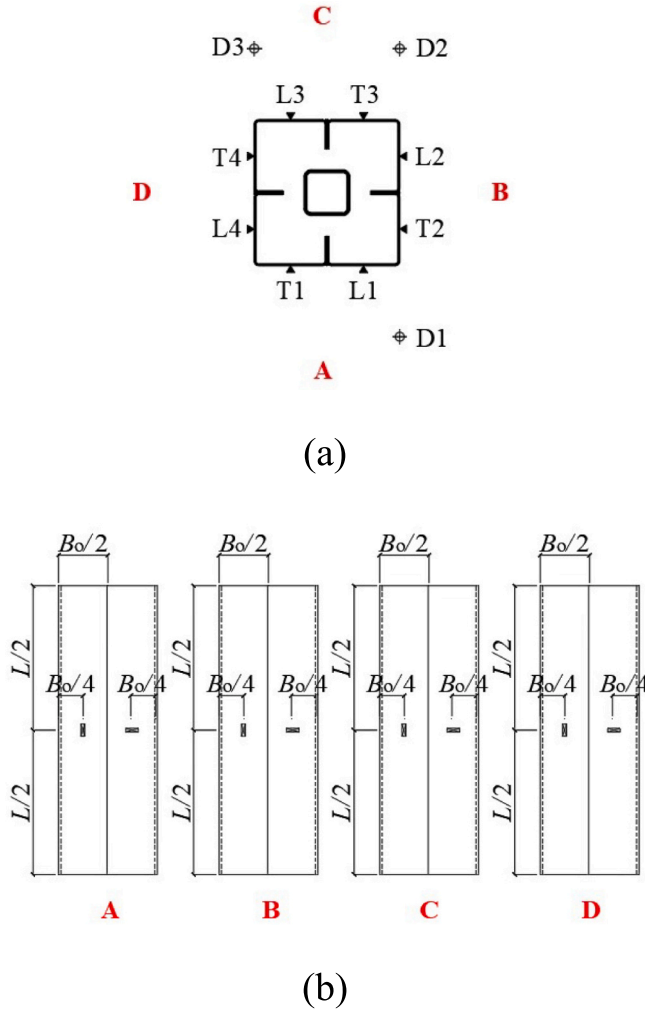 C
D3 D2
L3 T3
T4 L2
D B
L4 T2
T1 L1
D1
A
(a)
Bo/2 Bo/2 Bo/2 Bo/2
L/2 L/2 L/2 L/2
Bo/4 Bo/4 Bo/4 Bo/4 Bo/4 Bo/4 Bo/4 Bo/4
L/2 L/2 L/2 L/2
A B C D
(b)